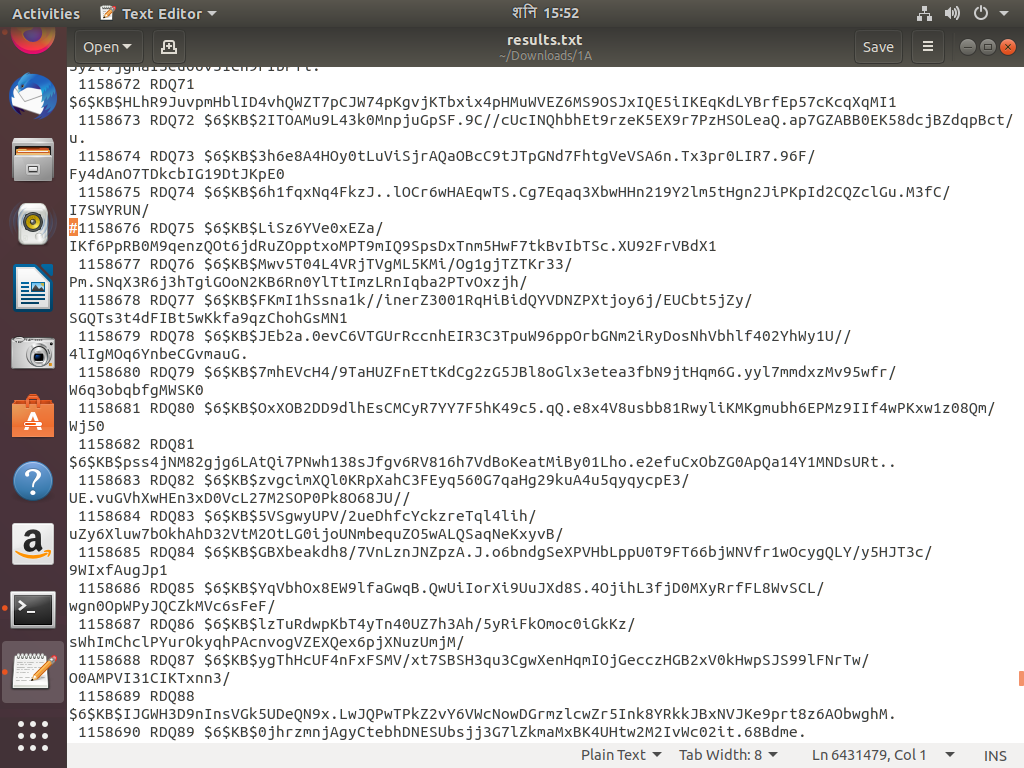 Activities Text Editor शनि 15:52
Open results.txt Save
~/Downloads/1A
1158672 RDQ71
$6$KB$HLhR9JuvpmHblID4vhQWZT7pCJW74pKgvjKTbxix4pHMuWVEZ6MS9OSJxIQE5iIKEqKdLYBrfEp57cKcqXqMI1
1158673 RDQ72 $6$KB$2ITOAMu9L43k0MnpjuGpSF.9C//cUcINQhbhEt9rzeK5EX9r7PzHSOLeaQ.ap7GZABB0EK58dcjBZdqpBct/
u.
1158674 RDQ73 $6$KB$3h6e8A4HOy0tLuViSjrAQaOBcC9tJTpGNd7FhtgVeVSA6n.Tx3pr0LIR7.96F/
Fy4dAnO7TDkcbIG19DtJKpE0
1158675 RDQ74 $6$KB$6h1fqxNq4FkzJ..lOCr6wHAEqwTS.Cg7Eqaq3XbwHHn219Y2lm5tHgn2JiPKpId2CQZclGu.M3fC/
I7SWYRUN/
#1158676 RDQ75 $6$KB$LiSz6YVe0xEZa/
IKf6PpRB0M9qenzQOt6jdRuZOpptxoMPT9mIQ9SpsDxTnm5HwF7tkBvIbTSc.XU92FrVBdX1
1158677 RDQ76 $6$KB$Mwv5T04L4VRjTVgML5KMi/Og1gjTZTKr33/
Pm.SNqX3R6j3hTgiGOoN2KB6Rn0YlTtImzLRnIqba2PTvOxzjh/
1158678 RDQ77 $6$KB$FKmI1hSsna1k//inerZ3001RqHiBidQYVDNZPXtjoy6j/EUCbt5jZy/
SGQTs3t4dFIBt5wKkfa9qzChohGsMN1
1158679 RDQ78 $6$KB$JEb2a.0evC6VTGUrRccnhEIR3C3TpuW96ppOrbGNm2iRyDosNhVbhlf402YhWy1U//
4lIgMOq6YnbeCGvmauG.
1158680 RDQ79 $6$KB$7mhEVcH4/9TaHUZFnETtKdCg2zG5JBl8oGlx3etea3fbN9jtHqm6G.yyl7mmdxzMv95wfr/
W6q3obqbfgMWSK0
1158681 RDQ80 $6$KB$OxXOB2DD9dlhEsCMCyR7YY7F5hK49c5.qQ.e8x4V8usbb81RwyliKMKgmubh6EPMz9IIf4wPKxw1z08Qm/
Wj50
1158682 RDQ81
$6$KB$pss4jNM82gjg6LAtQi7PNwh138sJfgv6RV816h7VdBoKeatMiBy01Lho.e2efuCxObZG0ApQa14Y1MNDsURt..
1158683 RDQ82 $6$KB$zvgcimXQl0KRpXahC3FEyq560G7qaHg29kuA4u5qyqycpE3/
UE.vuGVhXwHEn3xD0VcL27M2SOP0Pk8O68JU//
1158684 RDQ83 $6$KB$5VSgwyUPV/2ueDhfcYckzreTql4lih/
uZy6Xluw7bOkhAhD32VtM2OtLG0ijoUNmbequZO5wALQSaqNeKxyvB/
1158685 RDQ84 $6$KB$GBXbeakdh8/7VnLznJNZpzA.J.o6bndgSeXPVHbLppU0T9FT66bjWNVfr1wOcygQLY/y5HJT3c/
9WIxfAugJp1
1158686 RDQ85 $6$KB$YqVbhOx8EW9lfaGwqB.QwUiIorXi9UuJXd8S.4OjihL3fjD0MXyRrfFL8WvSCL/
wgn0OpWPyJQCZkMVc6sFeF/
1158687 RDQ86 $6$KB$lzTuRdwpKbT4yTn40UZ7h3Ah/5yRiFkOmoc0iGkKz/
sWhImChclPYurOkyqhPAcnvogVZEXQex6pjXNuzUmjM/
1158688 RDQ87 $6$KB$ygThHcUF4nFxFSMV/xt7SBSH3qu3CgwXenHqmIOjGecczHGB2xV0kHwpSJS99lFNrTw/
O0AMPVI31CIKTxnn3/
1158689 RDQ88
$6$KB$IJGWH3D9nInsVGk5UDeQN9x.LwJQPwTPkZ2vY6VWcNowDGrmzlcwZr5Ink8YRkkJBxNVJKe9prt8z6AObwghM.
1158690 RDQ89 $6$KB$0jhrzmnjAgyCtebhDNESUbsjj3G7lZkmaMxBK4UHtw2M2IvWc02it.68Bdme.
Plain Text Tab Width: 8 Ln 6431479, Col 1 INS